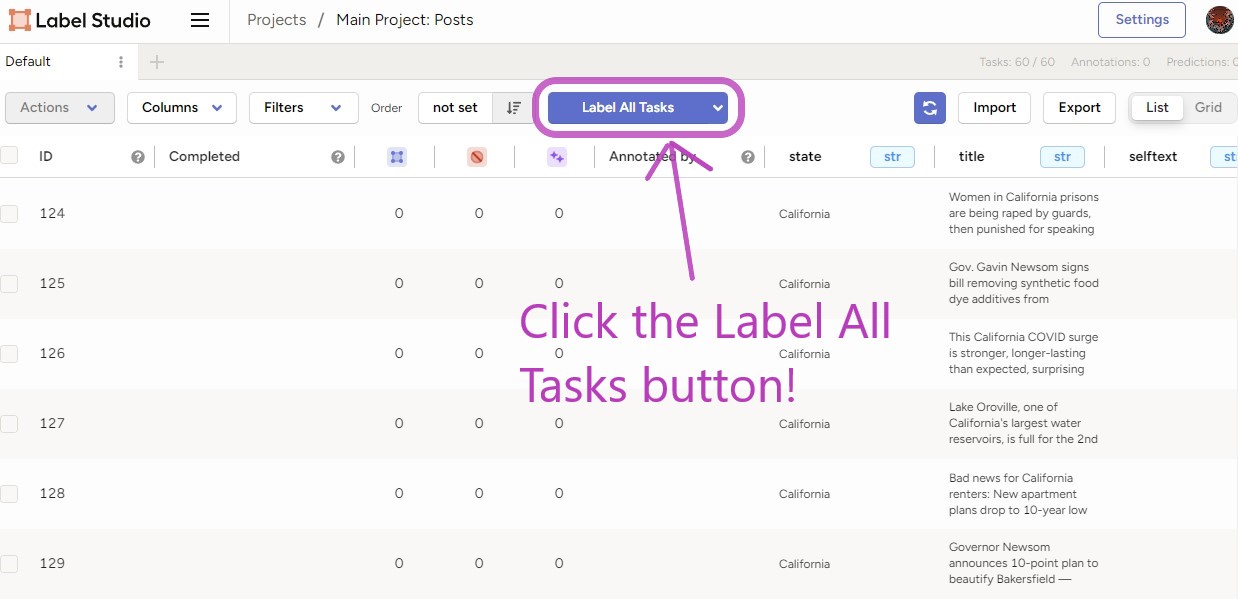 Label Studio
Projects / Main Project: Posts
Settings
Default
Tasks: 60 / 60 Annotations: 0 Predictions: 0
Actions Columns Filters Order not set Label All Tasks Import Export List Grid
ID Completed Annotated by state str title str selftext st
124 0 0 0 California
Women in California prisons
are being raped by guards,
then punished for speaking
125 0 0 0 California
Gov. Gavin Newsom signs
bill removing synthetic food
dye additives from
126 0 0 0 California
This California COVID surge
is stronger, longer-lasting
than expected, surprising
127 0 0 0 California
Lake Oroville, one of
California's largest water
reservoirs, is full for the 2nd
128 0 0 0 California
Bad news for California
renters: New apartment
plans drop to 10-year low
129 0 0 0 California
Governor Newsom
announces 10-point plan to
beautify Bakersfield —
Click the Label All
Tasks button!